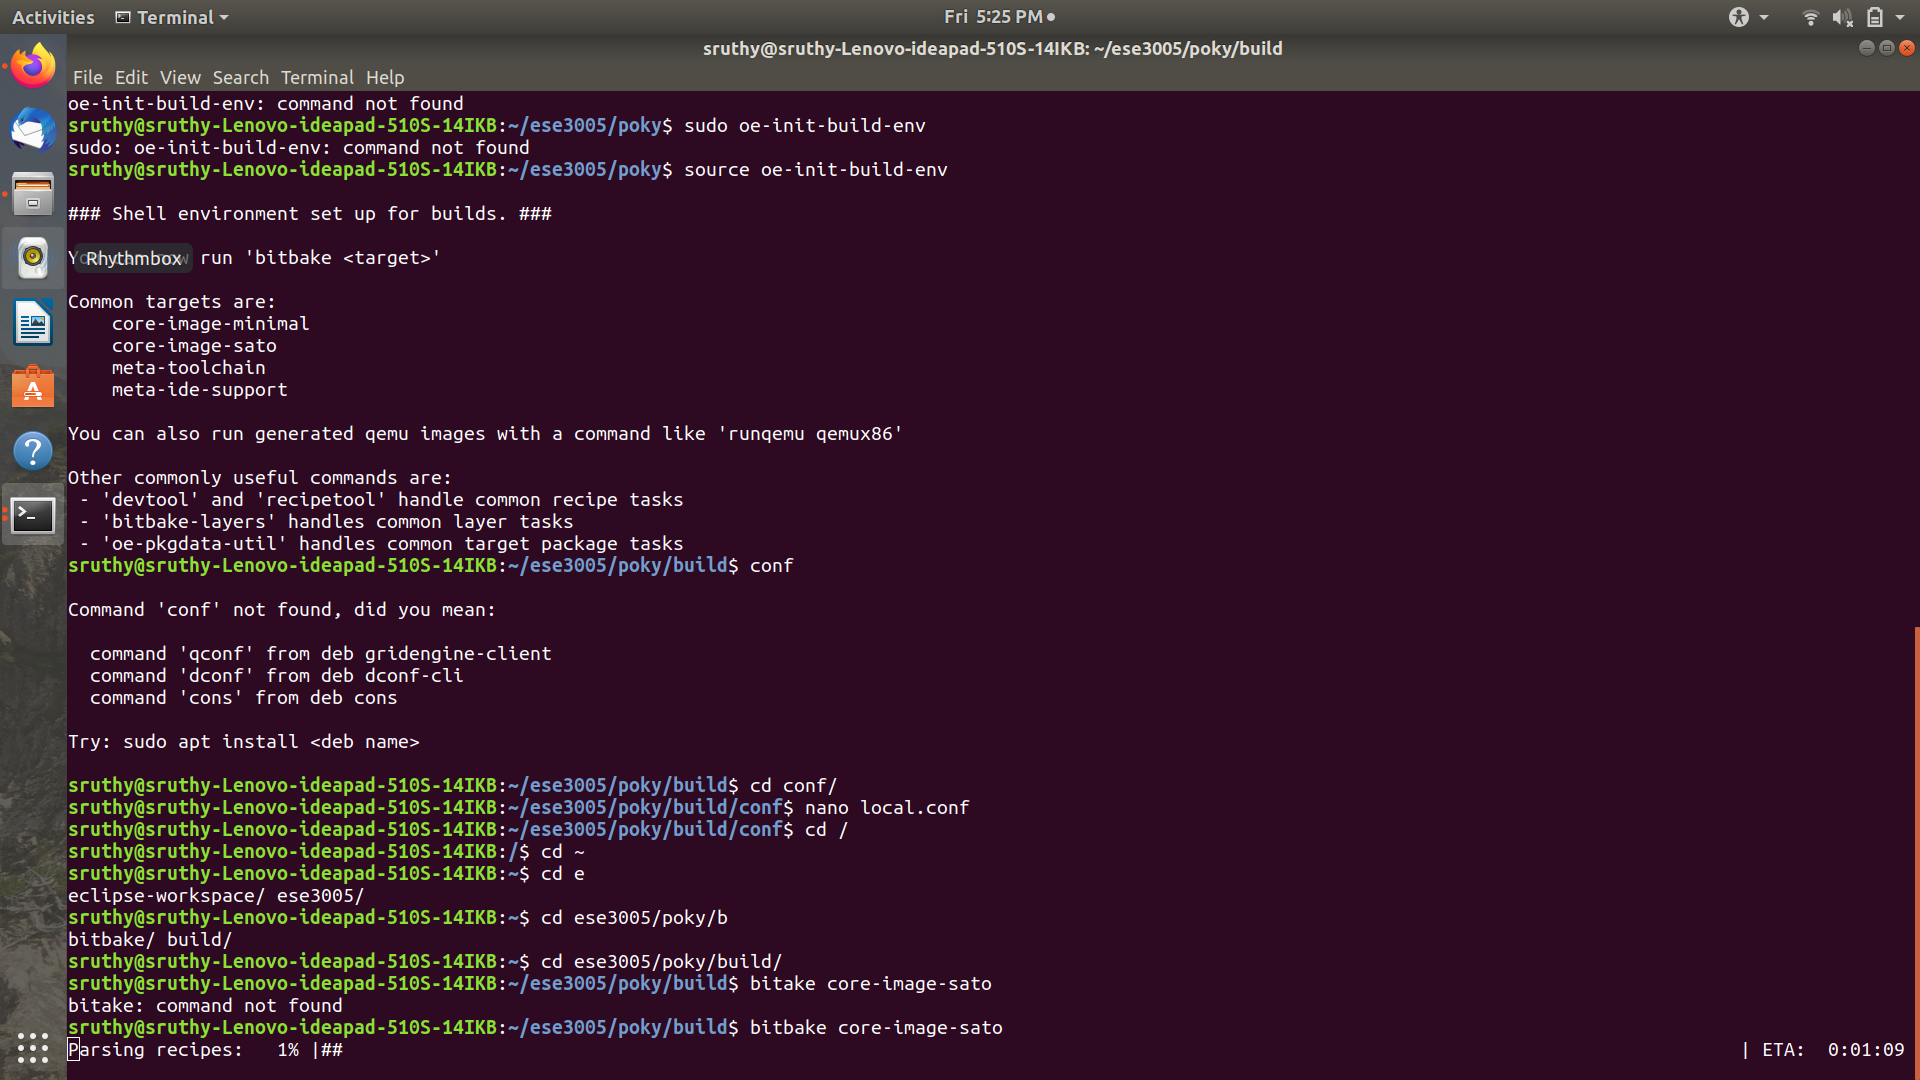 Activities Terminal Fri 5:25 PM
sruthy@sruthy-Lenovo-ideapad-510S-14IKB: ~/ese3005/poky/build
File Edit View Search Terminal Help
oe-init-build-env: command not found
sruthy@sruthy-Lenovo-ideapad-510S-14IKB:~/ese3005/poky$ sudo oe-init-build-env
sudo: oe-init-build-env: command not found
sruthy@sruthy-Lenovo-ideapad-510S-14IKB:~/ese3005/poky$ source oe-init-build-env
### Shell environment set up for builds. ###
Rhythmbox run 'bitbake <target>'
Common targets are:
core-image-minimal
core-image-sato
meta-toolchain
meta-ide-support
You can also run generated qemu images with a command like 'runqemu qemux86'
Other commonly useful commands are:
- 'devtool' and 'recipetool' handle common recipe tasks
- 'bitbake-layers' handles common layer tasks
- 'oe-pkgdata-util' handles common target package tasks
sruthy@sruthy-Lenovo-ideapad-510S-14IKB:~/ese3005/poky/build$ conf
Command 'conf' not found, did you mean:
command 'qconf' from deb gridengine-client
command 'dconf' from deb dconf-cli
command 'cons' from deb cons
Try: sudo apt install <deb name>
sruthy@sruthy-Lenovo-ideapad-510S-14IKB:~/ese3005/poky/build$ cd conf/
sruthy@sruthy-Lenovo-ideapad-510S-14IKB:~/ese3005/poky/build/conf$ nano local.conf
sruthy@sruthy-Lenovo-ideapad-510S-14IKB:~/ese3005/poky/build/conf$ cd /
sruthy@sruthy-Lenovo-ideapad-510S-14IKB:/$ cd ~
sruthy@sruthy-Lenovo-ideapad-510S-14IKB:~$ cd e
eclipse-workspace/ ese3005/
sruthy@sruthy-Lenovo-ideapad-510S-14IKB:~$ cd ese3005/poky/b
bitbake/ build/
sruthy@sruthy-Lenovo-ideapad-510S-14IKB:~$ cd ese3005/poky/build/
sruthy@sruthy-Lenovo-ideapad-510S-14IKB:~/ese3005/poky/build$ bitake core-image-sato
bitake: command not found
sruthy@sruthy-Lenovo-ideapad-510S-14IKB:~/ese3005/poky/build$ bitbake core-image-sato
Parsing recipes: 1% |## | ETA: 0:01:09